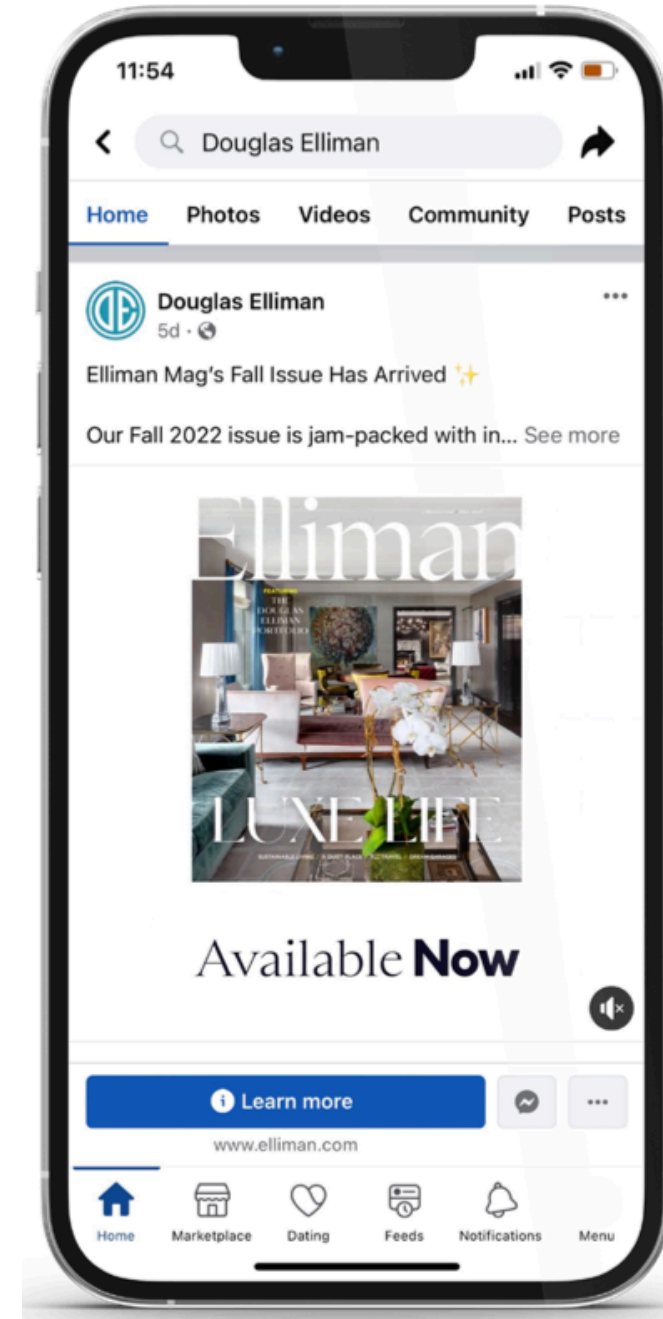 11:54
Douglas Elliman
Home Photos Videos Community Posts
DE
Douglas Elliman
5d ·
Elliman Mag's Fall Issue Has Arrived ✨
Our Fall 2022 issue is jam-packed with in... See more
Elliman
FEATURING
THE
DOUGLAS
ELLIMAN
PORTFOLIO
LUXE LIFE
Available Now
Learn more
www.elliman.com
Home Marketplace Dating Feeds Notifications Menu